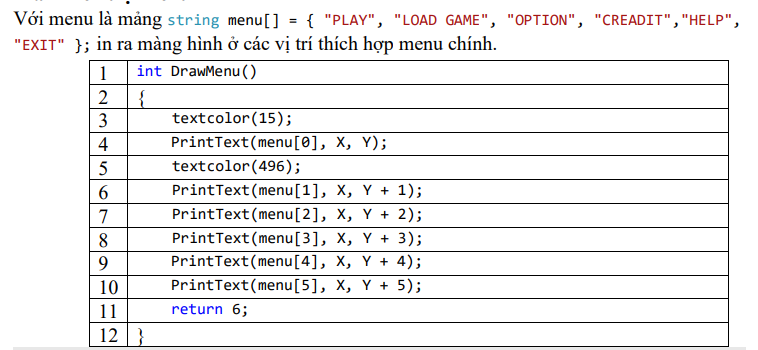 Với menu là mảng string menu[] = { "PLAY", "LOAD GAME", "OPTION", "CREADIT","HELP",
"EXIT" }; in ra màng hình ở các vị trí thích hợp menu chính.
1 int DrawMenu()
2 {
3 textcolor(15);
4 PrintText(menu[0], X, Y);
5 textcolor(496);
6 PrintText(menu[1], X, Y + 1);
7 PrintText(menu[2], X, Y + 2);
8 PrintText(menu[3], X, Y + 3);
9 PrintText(menu[4], X, Y + 4);
10 PrintText(menu[5], X, Y + 5);
11 return 6;
12 }